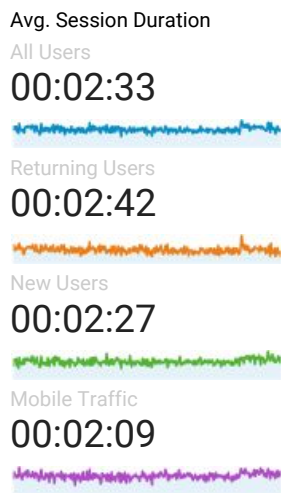 Avg. Session Duration
All Users
00:02:33
Returning Users
00:02:42
New Users
00:02:27
Mobile Traffic
00:02:09